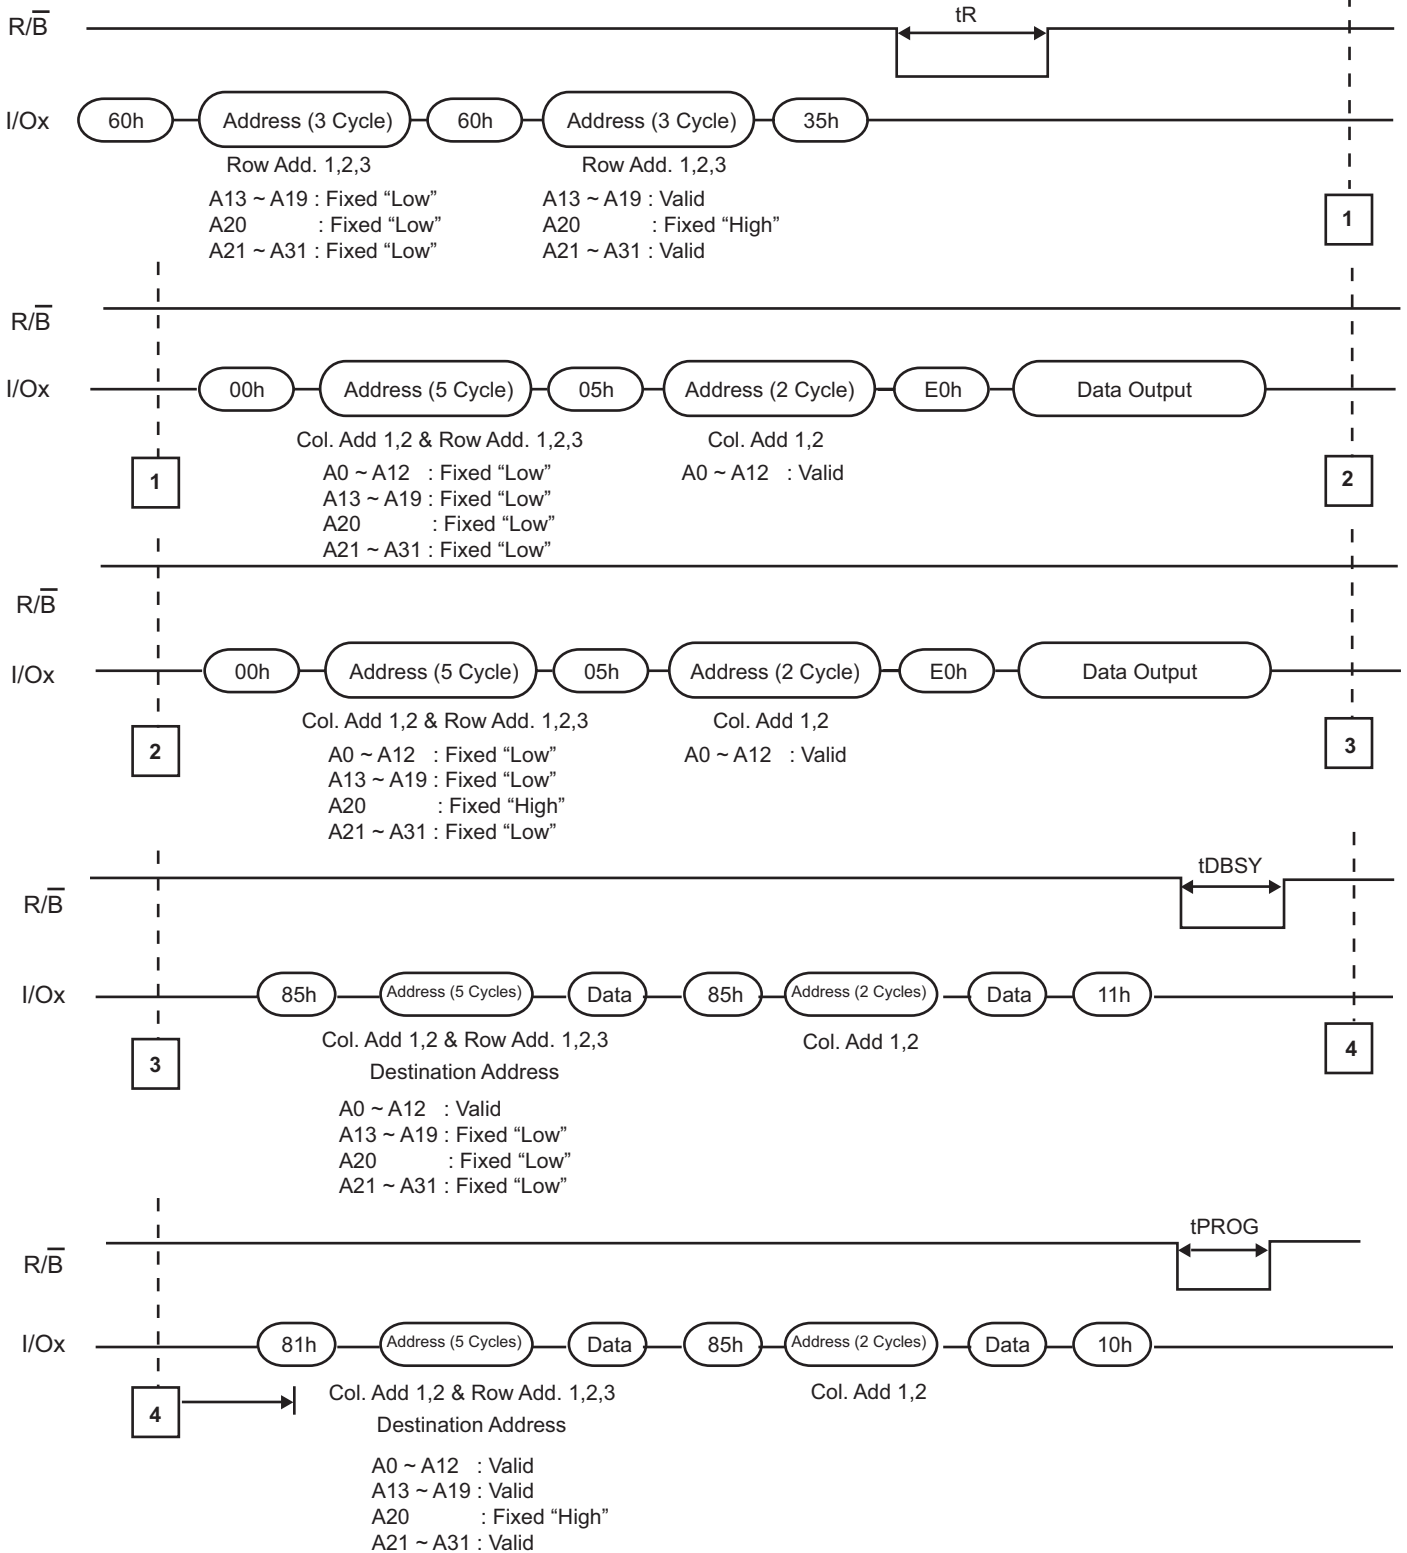 R/B
tR
I/Ox 60h Address (3 Cycle) 60h Address (3 Cycle) 35h
Row Add. 1,2,3 Row Add. 1,2,3
A13 ~ A19 : Fixed “Low” A13 ~ A19 : Valid
A20 : Fixed “Low” A20 : Fixed “High”
A21 ~ A31 : Fixed “Low” A21 ~ A31 : Valid
1
R/B
I/Ox 00h Address (5 Cycle) 05h Address (2 Cycle) E0h Data Output
Col. Add 1,2 & Row Add. 1,2,3 Col. Add 1,2
A0 ~ A12 : Fixed “Low” A0 ~ A12 : Valid
A13 ~ A19 : Fixed “Low”
A20 : Fixed “Low”
A21 ~ A31 : Fixed “Low”
1 2
R/B
I/Ox 00h Address (5 Cycle) 05h Address (2 Cycle) E0h Data Output
Col. Add 1,2 & Row Add. 1,2,3 Col. Add 1,2
A0 ~ A12 : Fixed “Low” A0 ~ A12 : Valid
A13 ~ A19 : Fixed “Low”
A20 : Fixed “High”
A21 ~ A31 : Fixed “Low”
2 3
tDBSY
R/B
I/Ox 85h Address (5 Cycles) Data 85h Address (2 Cycles) Data 11h
Col. Add 1,2 & Row Add. 1,2,3 Col. Add 1,2
Destination Address
A0 ~ A12 : Valid
A13 ~ A19 : Fixed “Low”
A20 : Fixed “Low”
A21 ~ A31 : Fixed “Low”
3 4
tPROG
R/B
I/Ox 81h Address (5 Cycles) Data 85h Address (2 Cycles) Data 10h
Col. Add 1,2 & Row Add. 1,2,3 Col. Add 1,2
Destination Address
4
A0 ~ A12 : Valid
A13 ~ A19 : Valid
A20 : Fixed “High”
A21 ~ A31 : Valid